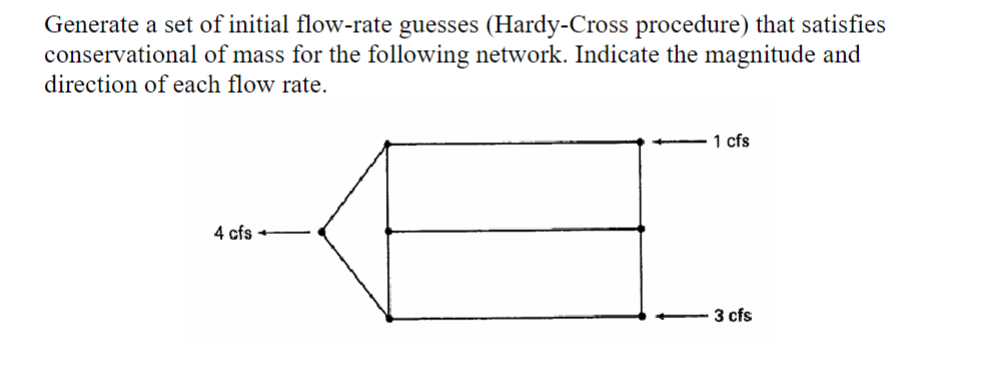 Generate a set of initial flow-rate guesses (Hardy-Cross procedure) that satisfies
conservational of mass for the following network. Indicate the magnitude and
direction of each flow rate.
1 cfs
4 cfs
3 cfs